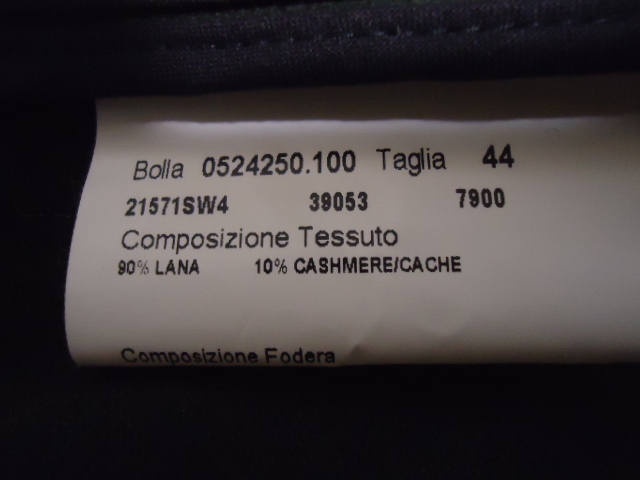 Bolla 0524250.100 Taglia 44
21571SW4 39053 7900
Composizione Tessuto
90% LANA 10% CASHMERE/CACHE
Composizione Fodera